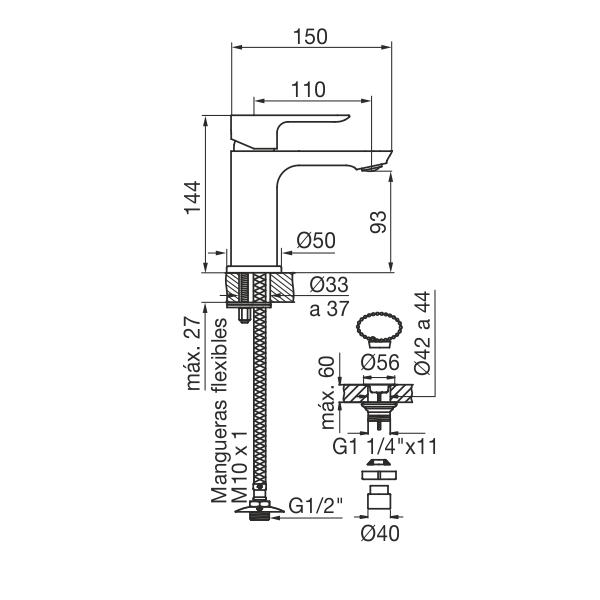 150
110
144
93
Ø50
Ø33
a 37
máx. 27
Mangueras flexibles
M10 x 1
G1/2"
Ø42 a 44
Ø56
máx. 60
G1 1/4"x11
Ø40